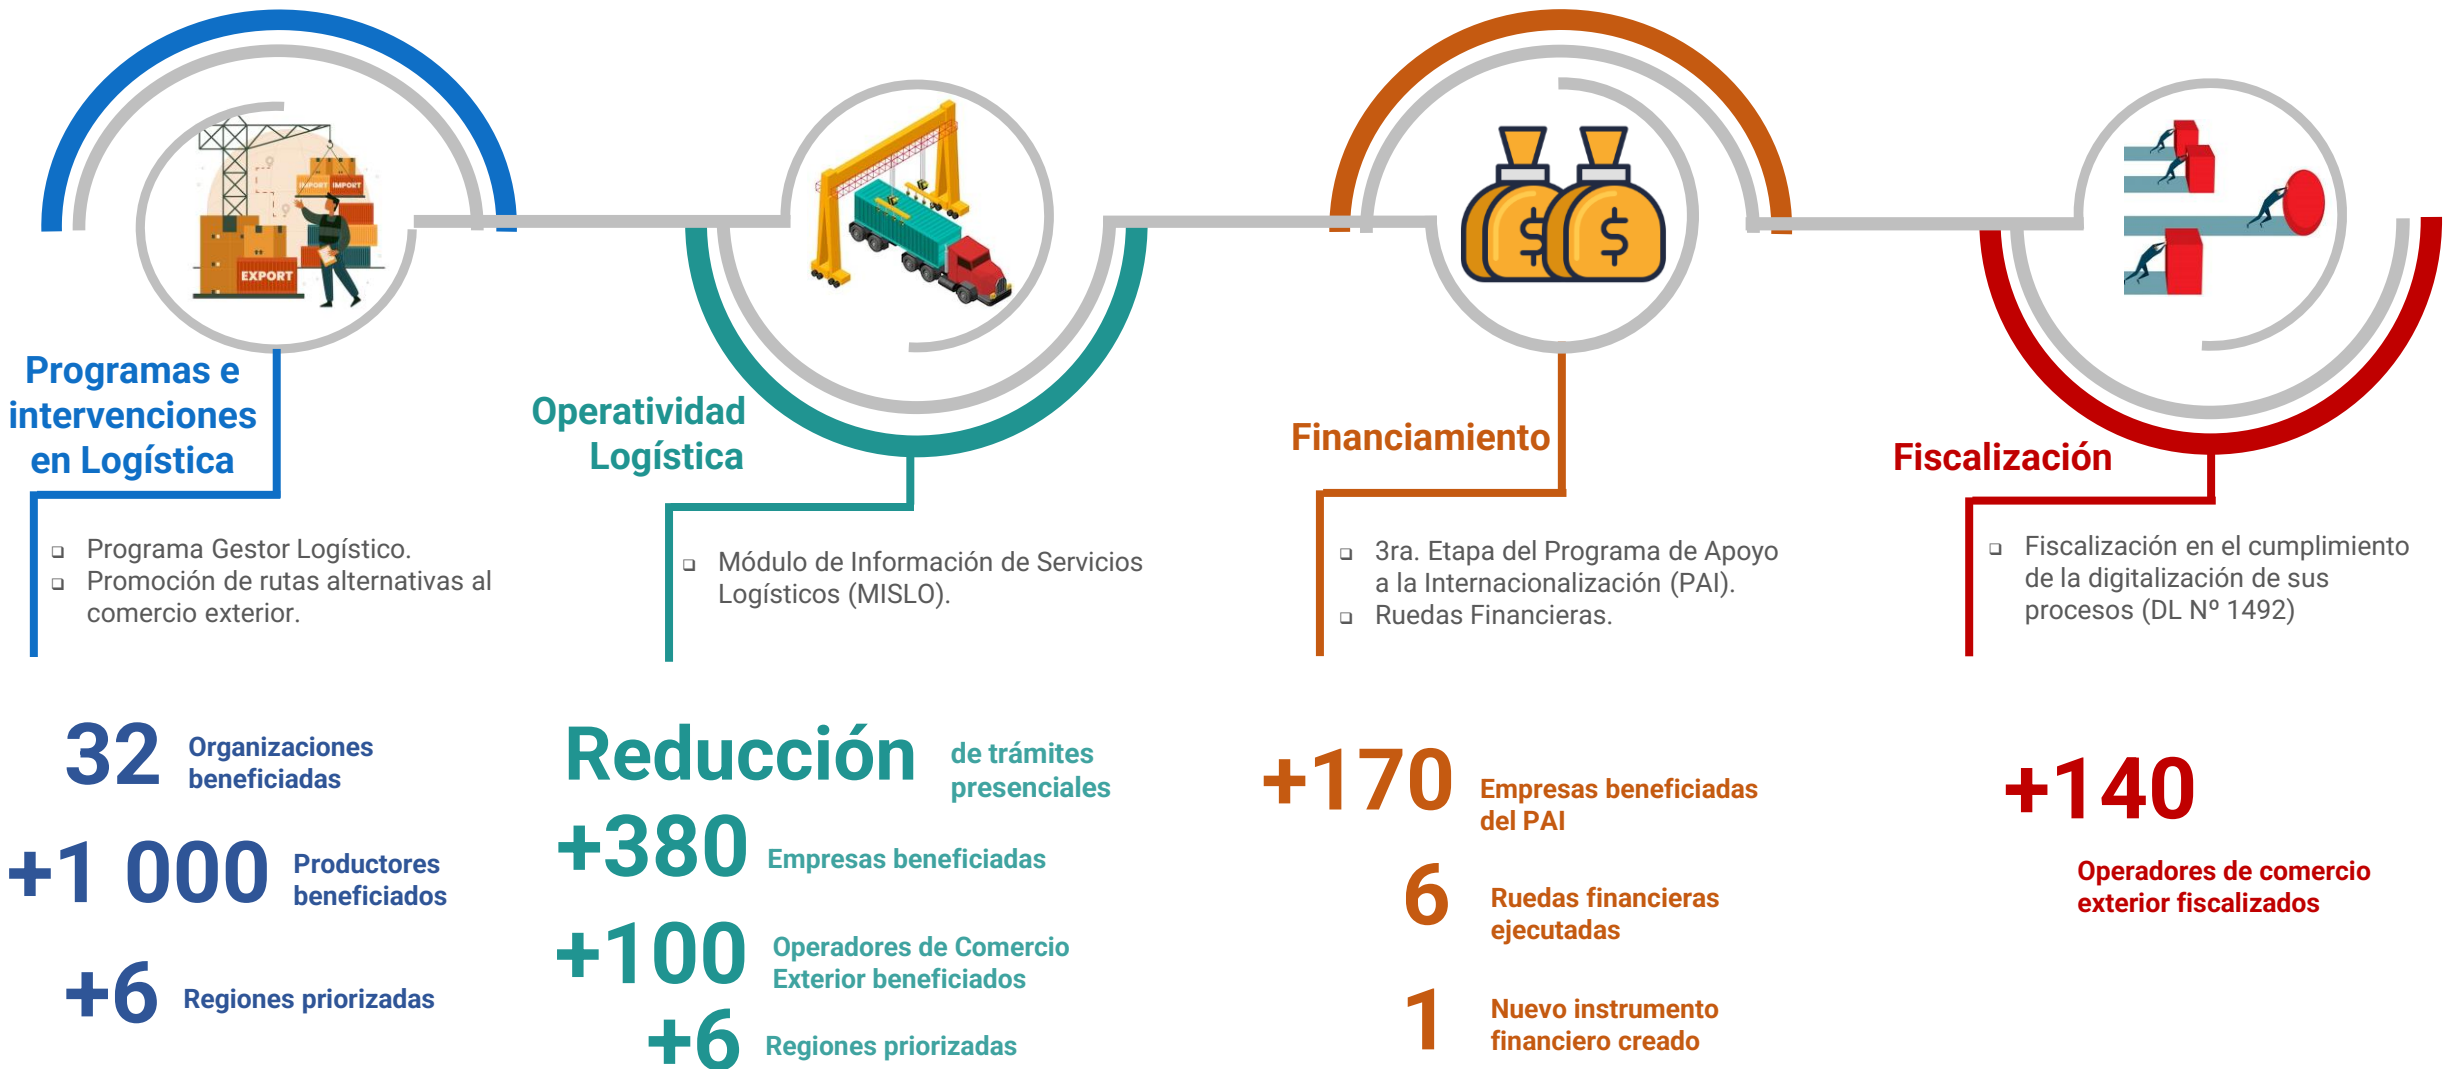 IMPORT IMPORT
EXPORT
Programas e
intervenciones
en Logística
Programa Gestor Logístico.
Promoción de rutas alternativas al
comercio exterior.
32
Organizaciones
beneficiadas
+1 000
Productores
beneficiados
+6
Regiones priorizadas
Operatividad
Logística
Módulo de Información de Servicios
Logísticos (MISLO).
Reducción
de trámites
presenciales
+380
Empresas beneficiadas
+100
Operadores de Comercio
Exterior beneficiados
+6
Regiones priorizadas
$ $
Financiamiento
3ra. Etapa del Programa de Apoyo
a la Internacionalización (PAI).
Ruedas Financieras.
+170
Empresas beneficiadas
del PAI
6
Ruedas financieras
ejecutadas
1
Nuevo instrumento
financiero creado
Fiscalización
Fiscalización en el cumplimiento
de la digitalización de sus
procesos (DL Nº 1492)
+140
Operadores de comercio
exterior fiscalizados